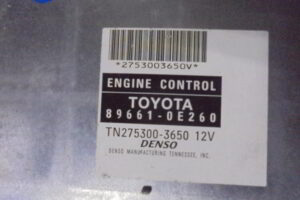 *2753003650V*
ENGINE CONTROL
TOYOTA
89661-0E260
TN275300-3650 12V
DENSO
DENSO MANUFACTURING TENNESSEE, INC.